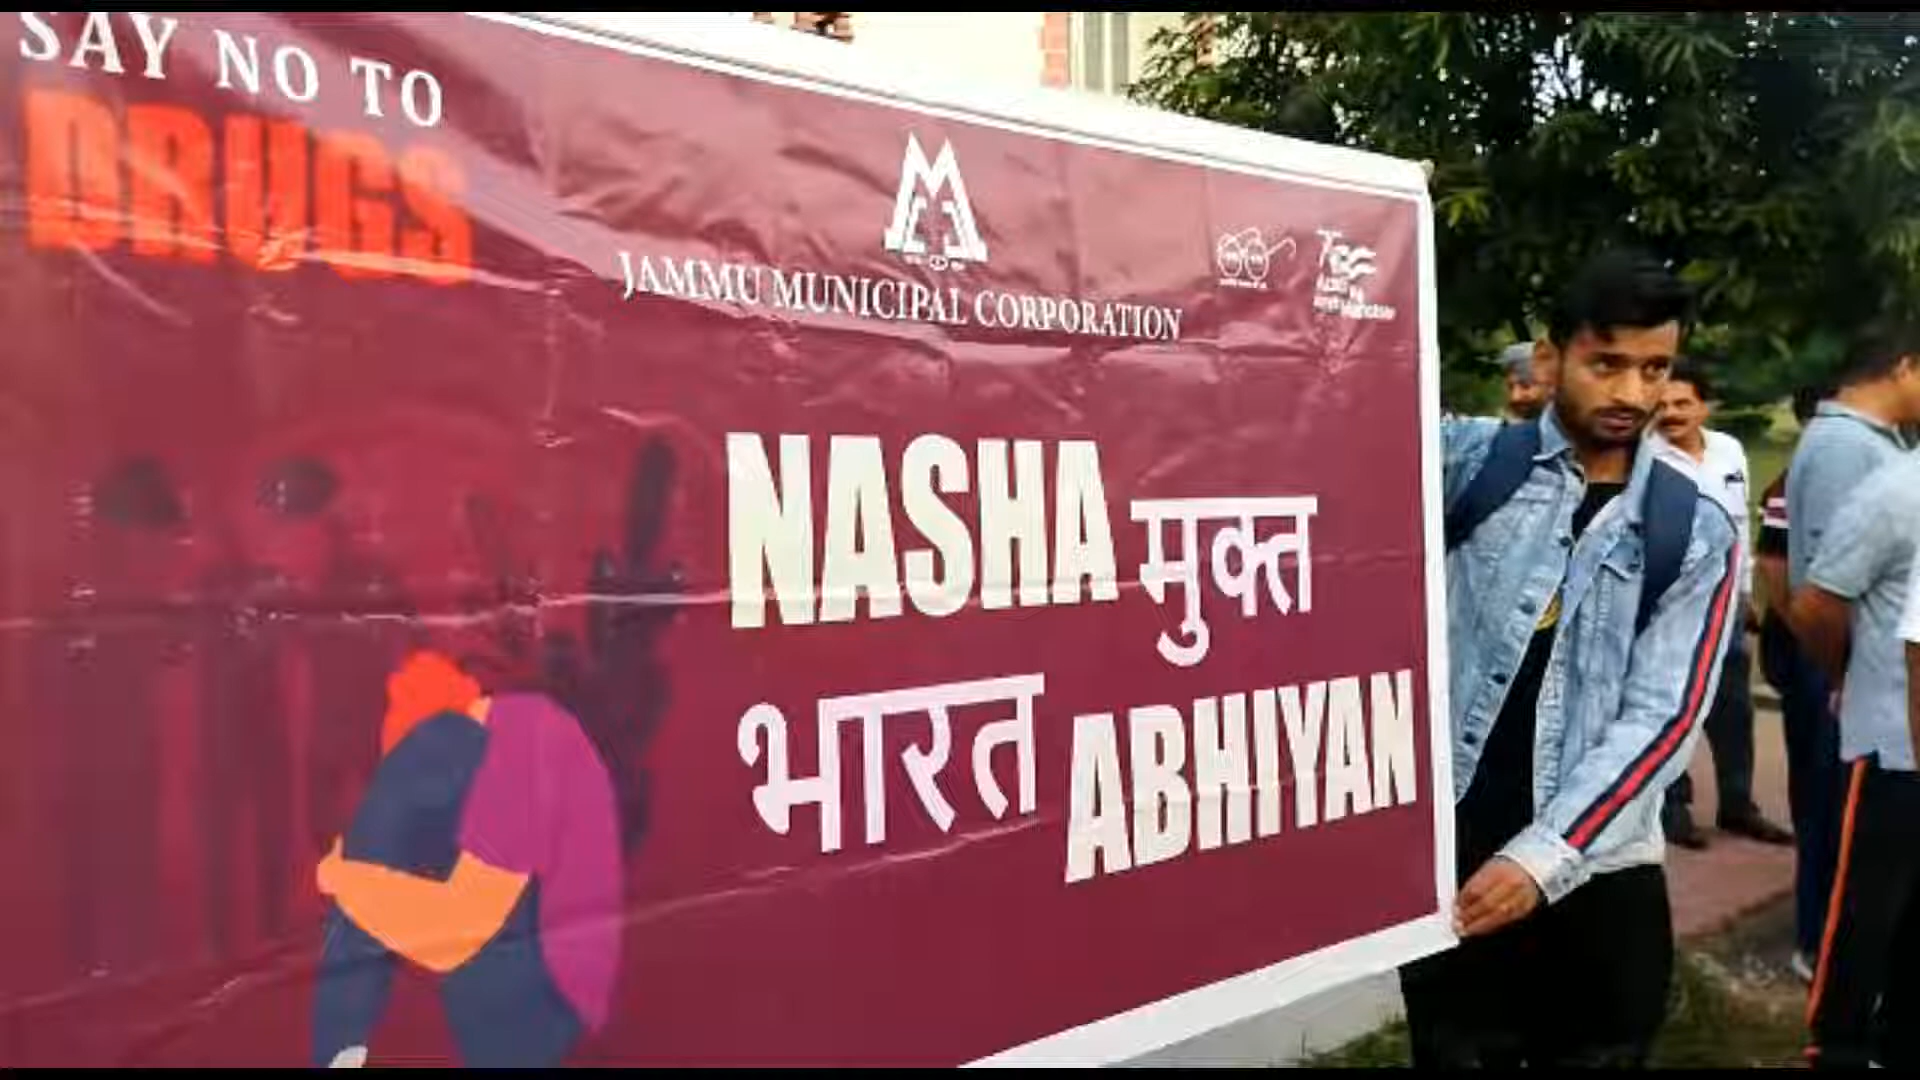 SAY NO TO
DRUGS
JAMMU MUNICIPAL CORPORATION
NASHA मुक्त
भारत ABHIYAN